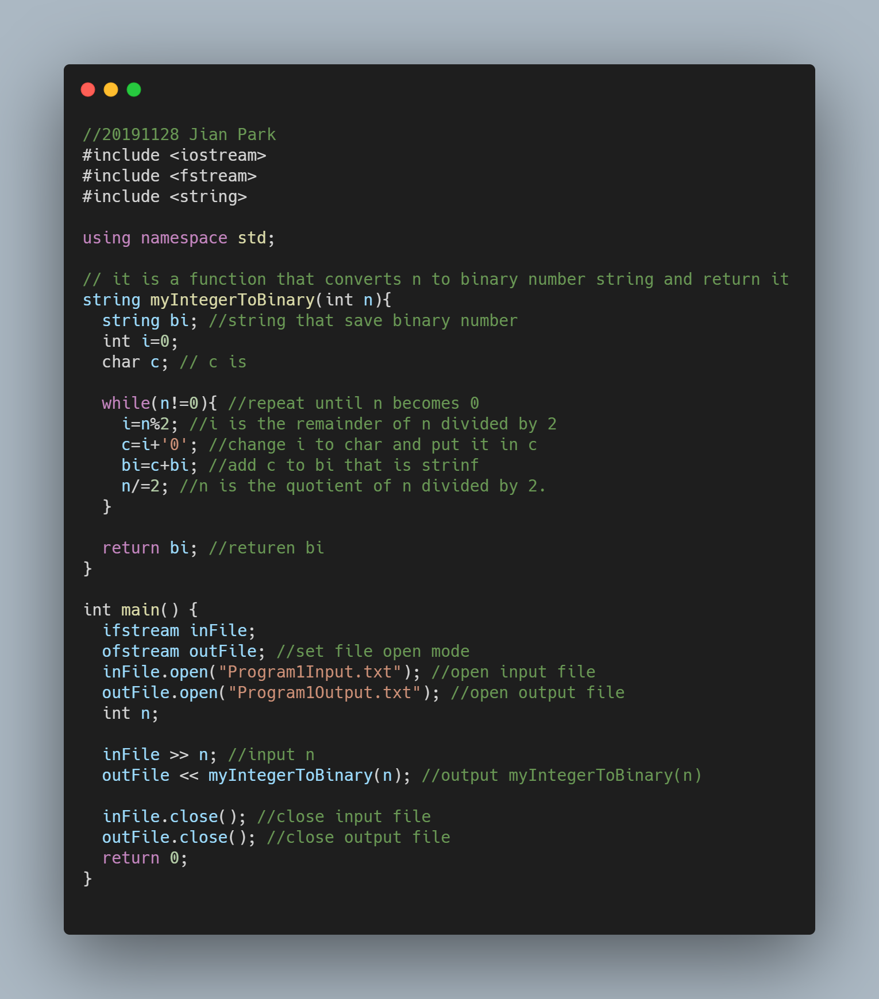 //20191128 Jian Park
#include <iostream>
#include <fstream>
#include <string>

using namespace std;

// it is a function that converts n to binary number string and return it
string myIntegerToBinary(int n){
  string bi; //string that save binary number
  int i=0;
  char c; // c is

  while(n!=0){ //repeat until n becomes 0
    i=n%2; //i is the remainder of n divided by 2
    c=i+'0'; //change i to char and put it in c
    bi=c+bi; //add c to bi that is strinf
    n/=2; //n is the quotient of n divided by 2.
  }

  return bi; //returen bi
}

int main() {
  ifstream inFile;
  ofstream outFile; //set file open mode
  inFile.open("Program1Input.txt"); //open input file
  outFile.open("Program1Output.txt"); //open output file
  int n;

  inFile >> n; //input n
  outFile << myIntegerToBinary(n); //output myIntegerToBinary(n)

  inFile.close(); //close input file
  outFile.close(); //close output file
  return 0;
}